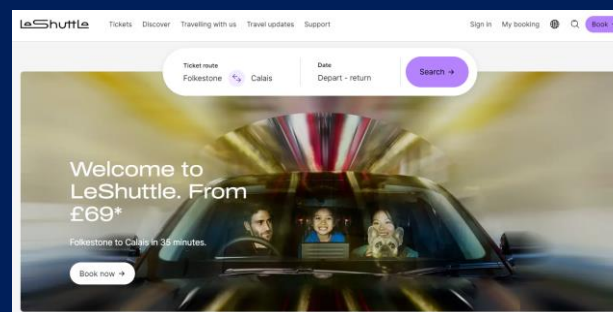 LeShuttle
Tickets Discover Travelling with us Travel updates Support
Sign in My booking
Book
Ticket route
Folkestone Calais
Date
Depart - return
Search →
Welcome to
LeShuttle. From
£69*
Folkestone to Calais in 35 minutes.
Book now →